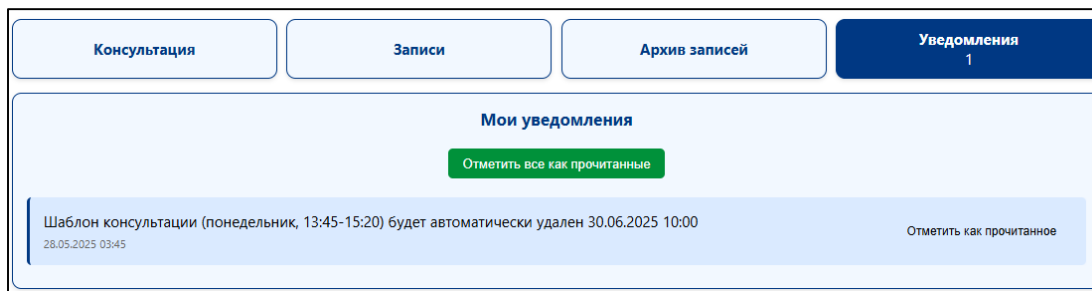 Консультация
Записи
Архив записей
Уведомления
1
Мои уведомления
Отметить все как прочитанные
Шаблон консультации (понедельник, 13:45-15:20) будет автоматически удален 30.06.2025 10:00
28.05.2025 03:45
Отметить как прочитанное